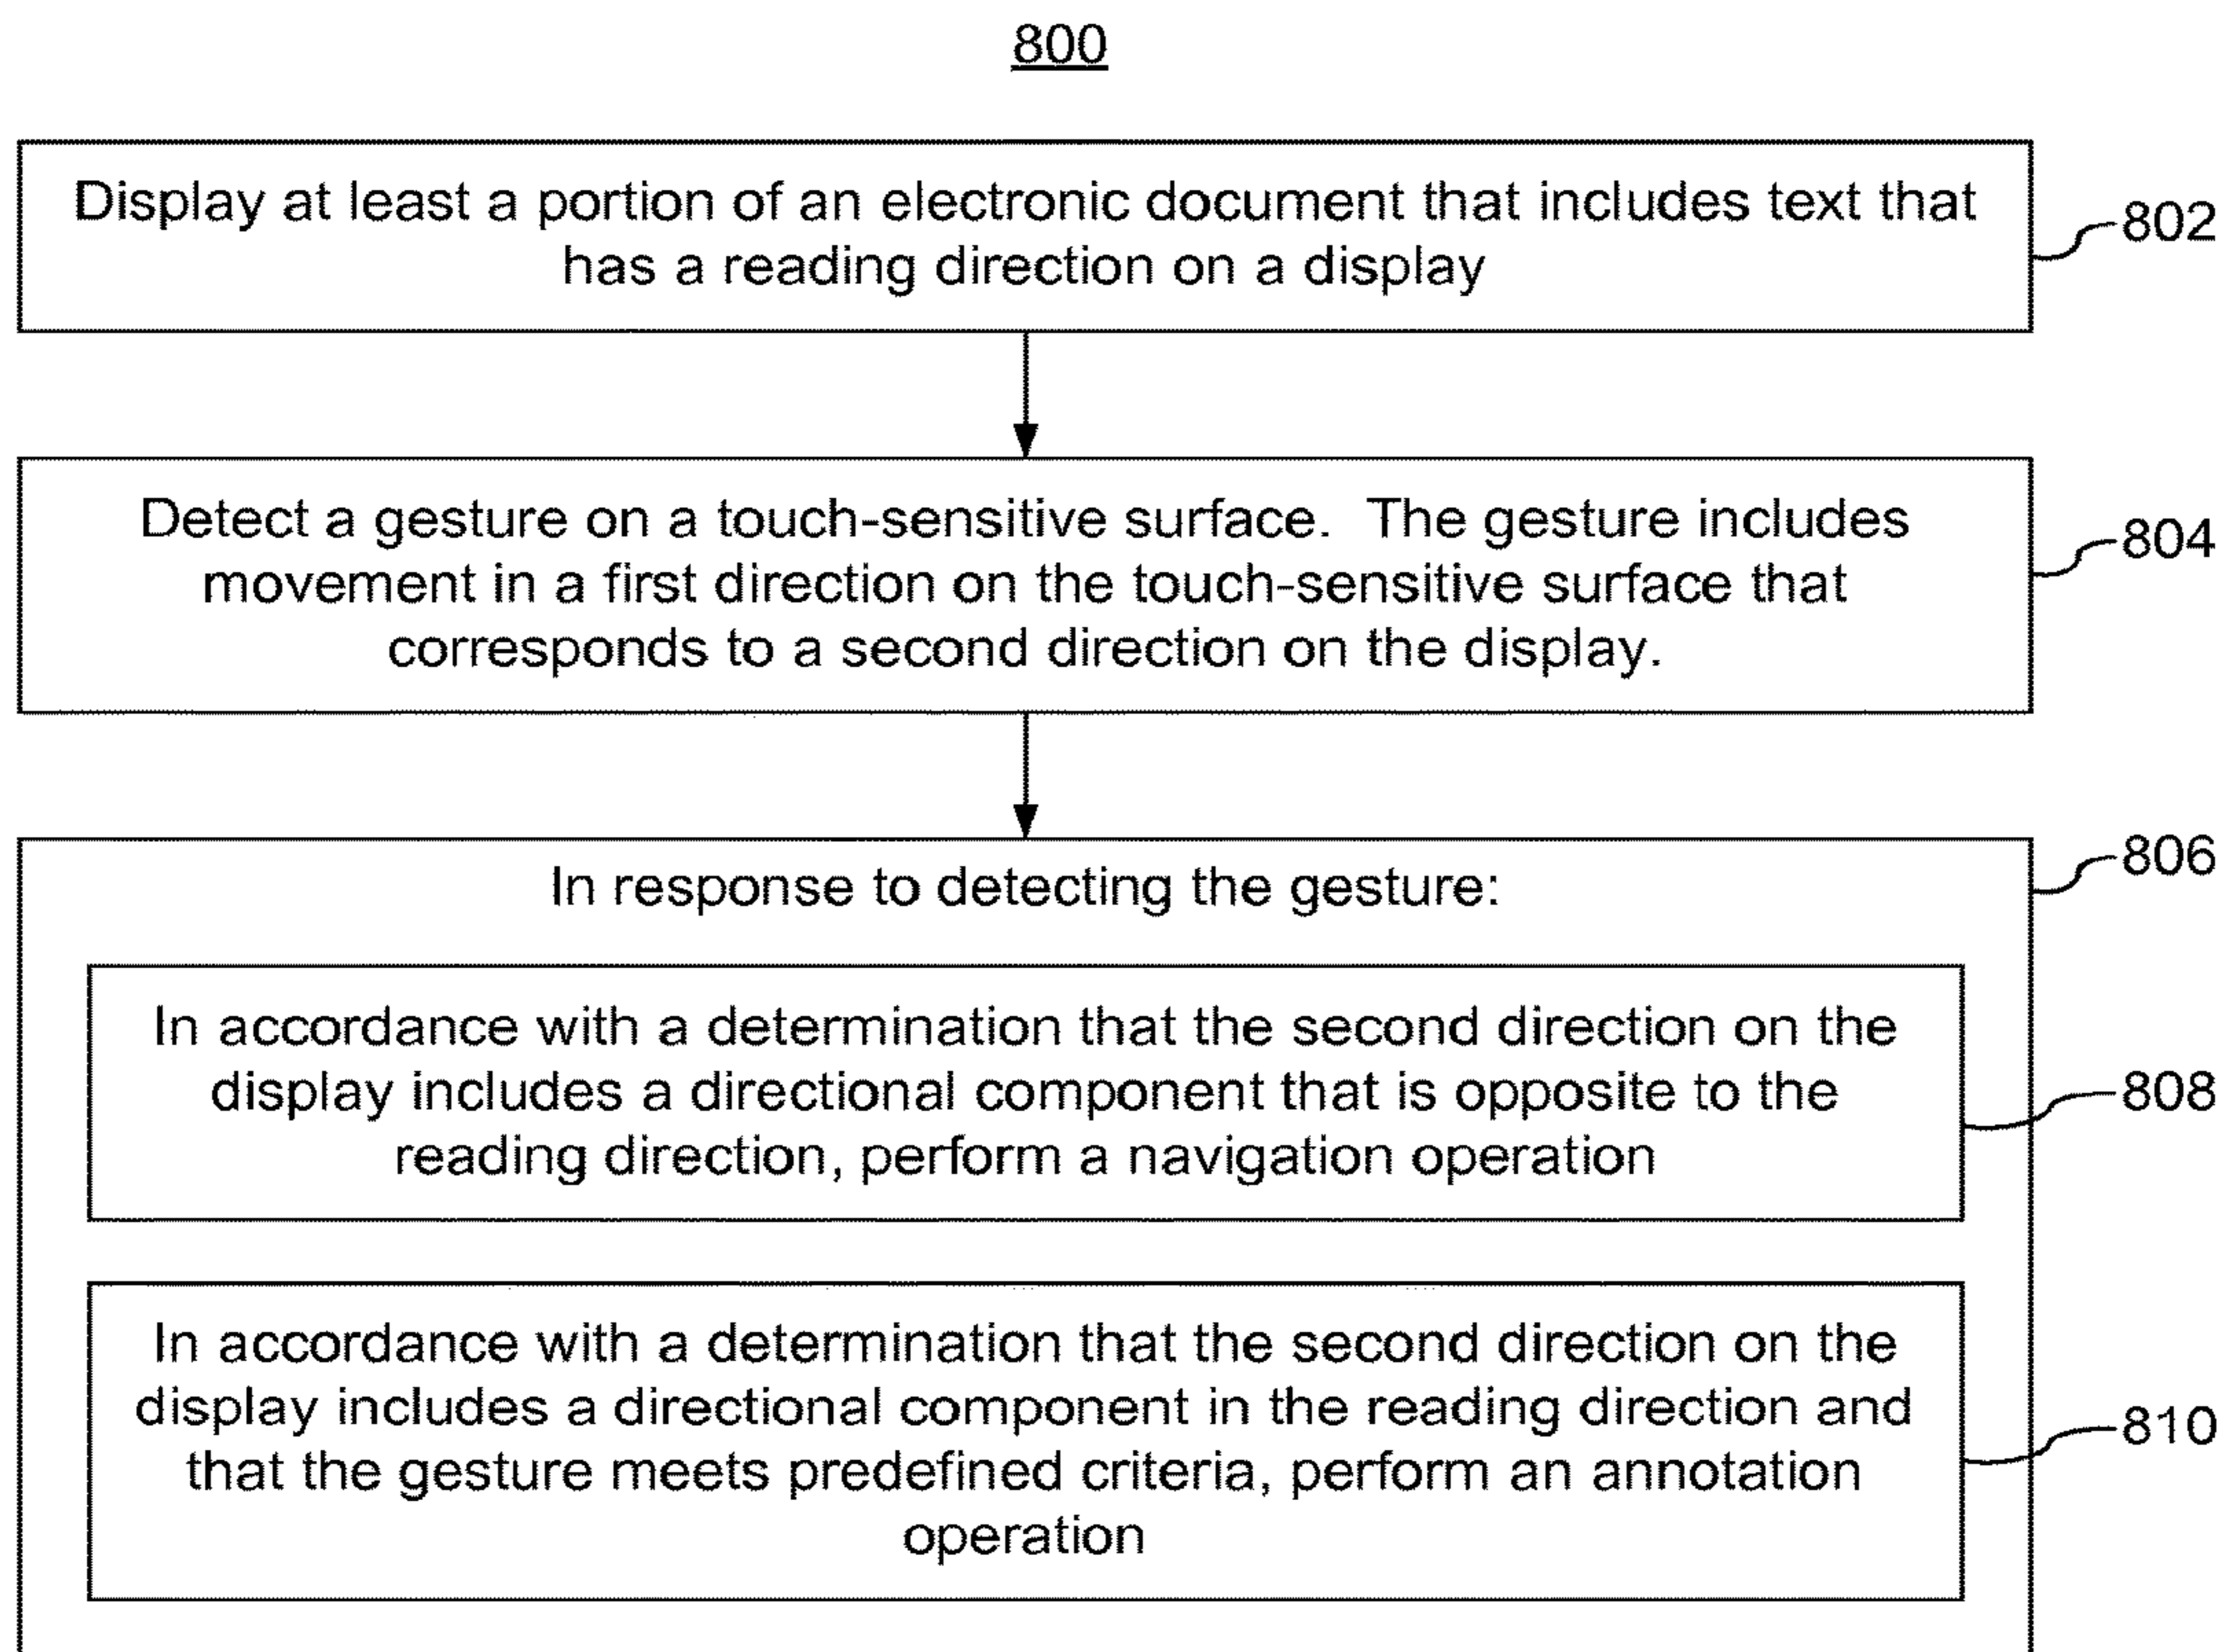 800
Display at least a portion of an electronic document that includes text that
has a reading direction on a display
802
Detect a gesture on a touch-sensitive surface.  The gesture includes
movement in a first direction on the touch-sensitive surface that
corresponds to a second direction on the display.
804
806
In response to detecting the gesture:
In accordance with a determination that the second direction on the
display includes a directional component that is opposite to the
reading direction, perform a navigation operation
808
In accordance with a determination that the second direction on the
display includes a directional component in the reading direction and
that the gesture meets predefined criteria, perform an annotation
operation
810